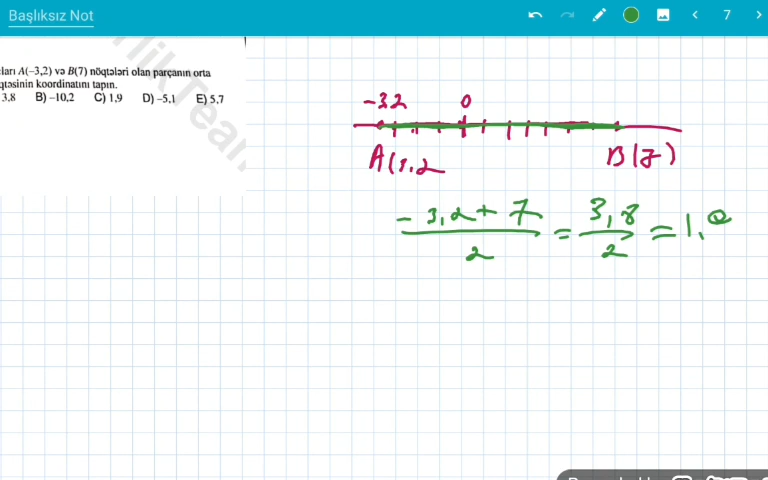 Başlıksız Not
7
ları A(−3,2) və B(7) nöqtələri olan parçanın orta
qtəsinin koordinatını tapın.
3,8 B) −10,2 C) 1,9 D) −5,1 E) 5,7
-3.2 0
B(7)
-3,2+7 / 2 = 3,8 / 2 =